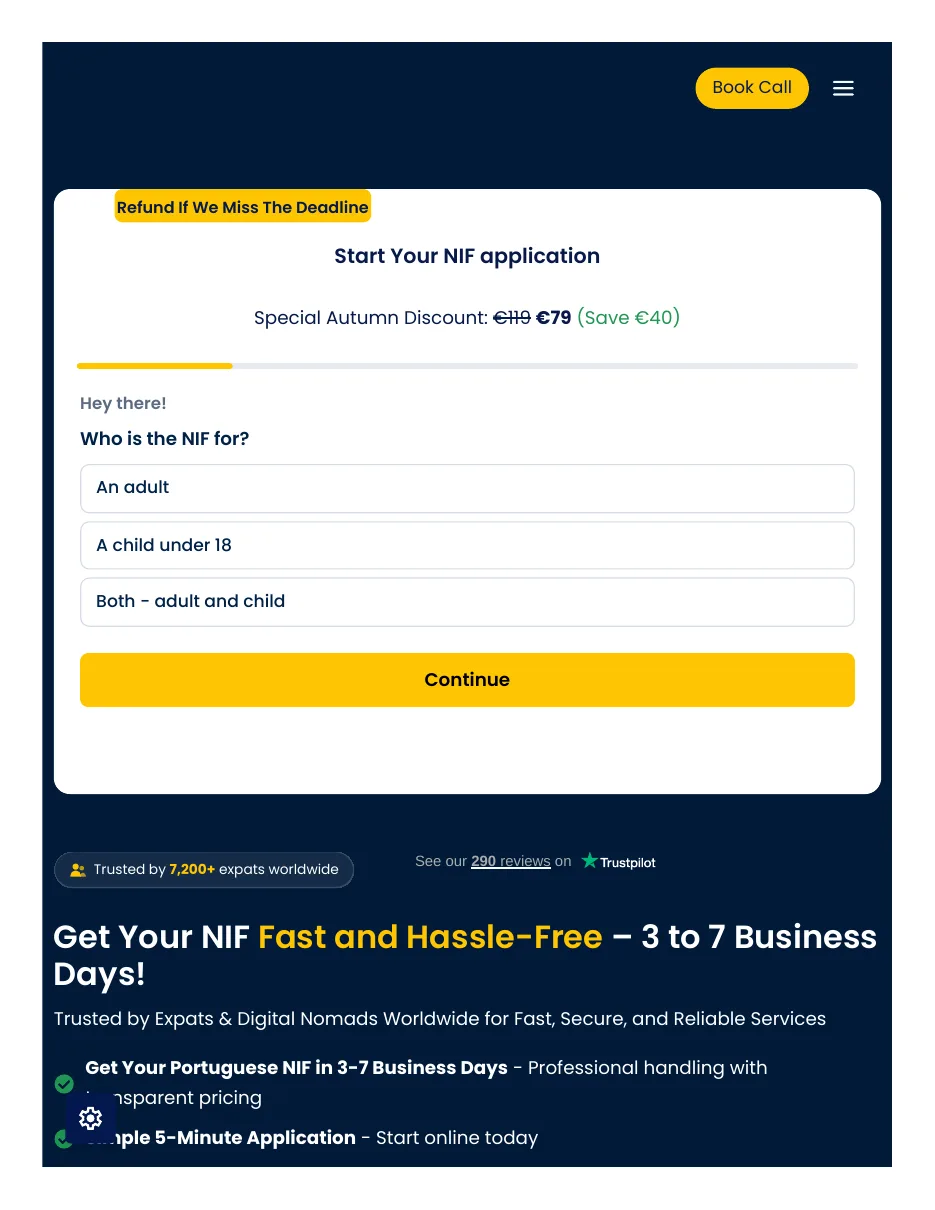 Book Call
Refund If We Miss The Deadline
Start Your NIF application
Special Autumn Discount: €119 €79 (Save €40)
Hey there!
Who is the NIF for?
An adult
A child under 18
Both - adult and child
Continue
Trusted by 7,200+ expats worldwide
See our 290 reviews on Trustpilot
Get Your NIF Fast and Hassle-Free – 3 to 7 Business
Days!
Trusted by Expats & Digital Nomads Worldwide for Fast, Secure, and Reliable Services
Get Your Portuguese NIF in 3-7 Business Days - Professional handling with
transparent pricing
Simple 5-Minute Application - Start online today